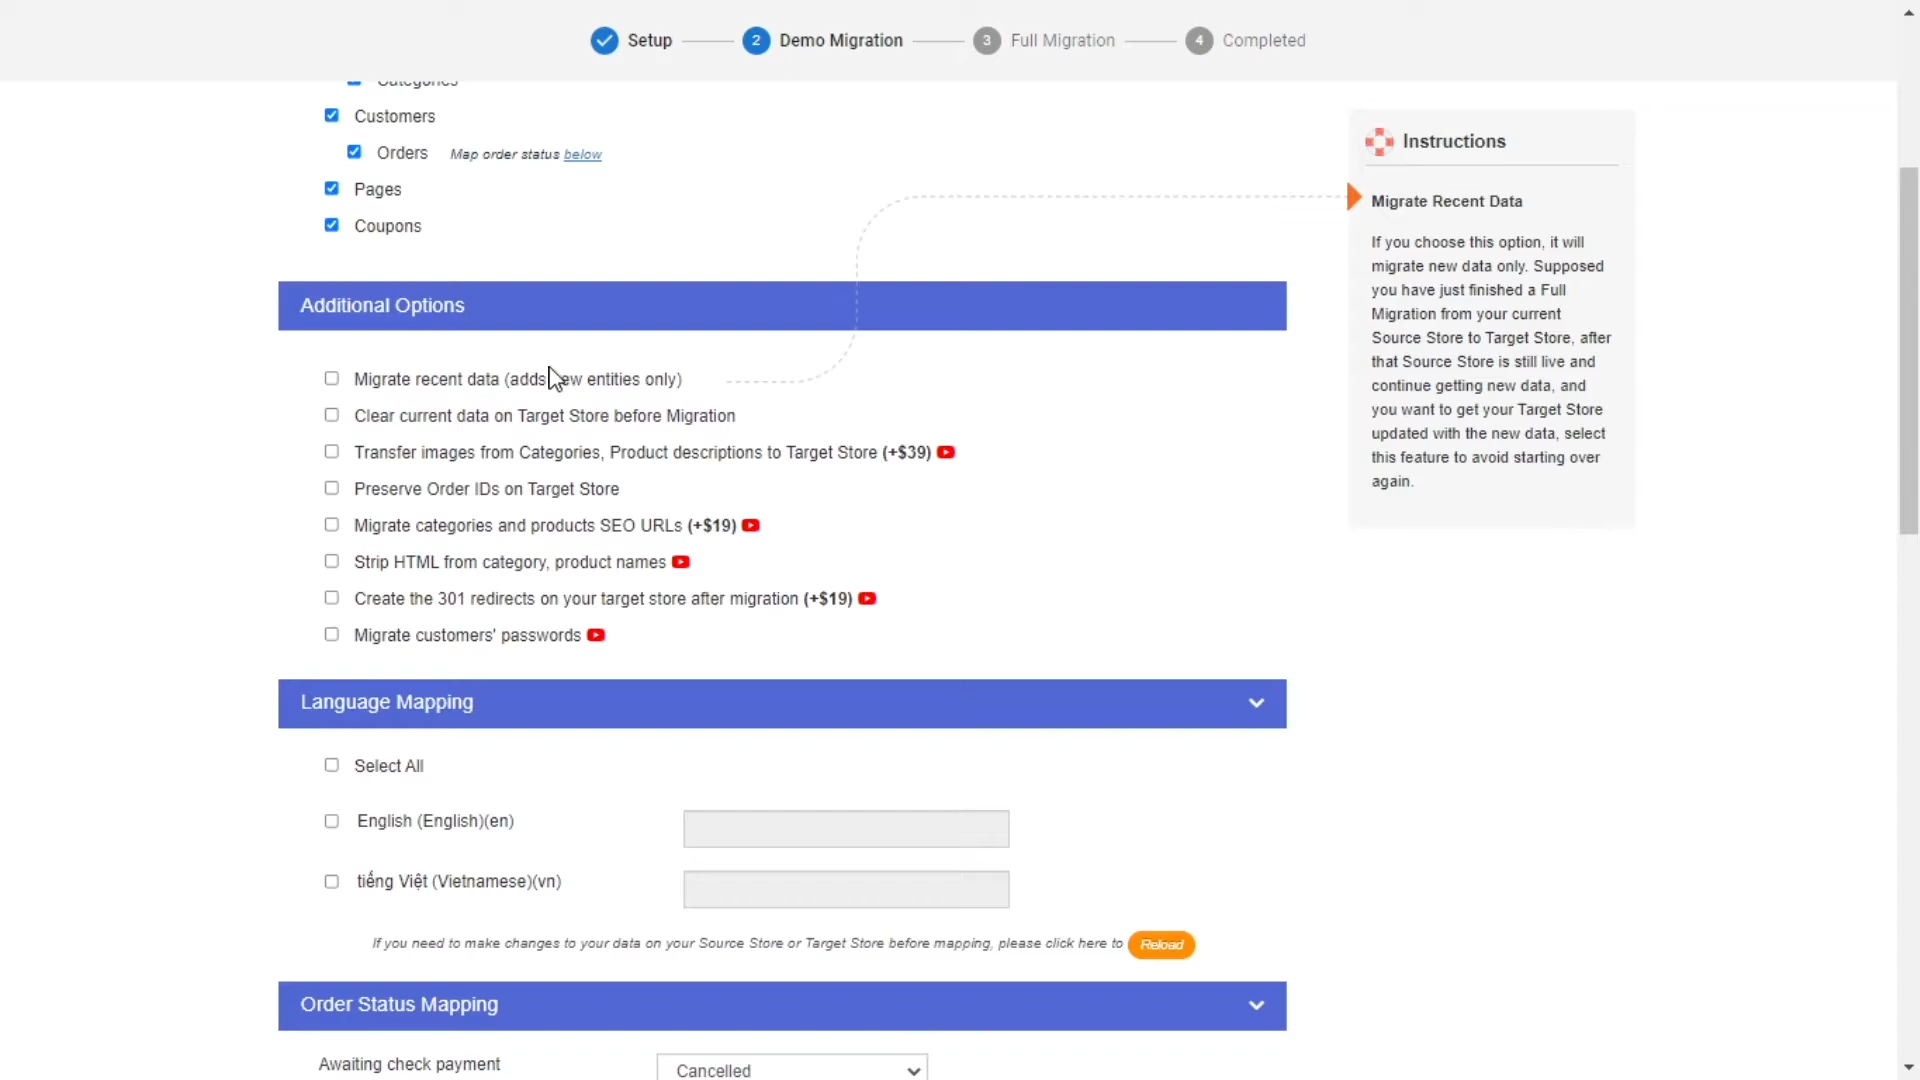 Setup
2
Demo Migration
3
Full Migration
4
Completed
Categories
Customers
Orders Map order status below
Pages
Coupons
Additional Options
Migrate recent data (adds new entities only)
Clear current data on Target Store before Migration
Transfer images from Categories, Product descriptions to Target Store (+$39)
Preserve Order IDs on Target Store
Migrate categories and products SEO URLs (+$19)
Strip HTML from category, product names
Create the 301 redirects on your target store after migration (+$19)
Migrate customers' passwords
Instructions
Migrate Recent Data
If you choose this option, it will
migrate new data only. Supposed
you have just finished a Full
Migration from your current
Source Store to Target Store, after
that Source Store is still live and
continue getting new data, and
you want to get your Target Store
updated with the new data, select
this feature to avoid starting over
again.
Language Mapping
Select All
English (English)(en)
tiếng Việt (Vietnamese)(vn)
If you need to make changes to your data on your Source Store or Target Store before mapping, please click here to Reload
Order Status Mapping
Awaiting check payment
Cancelled